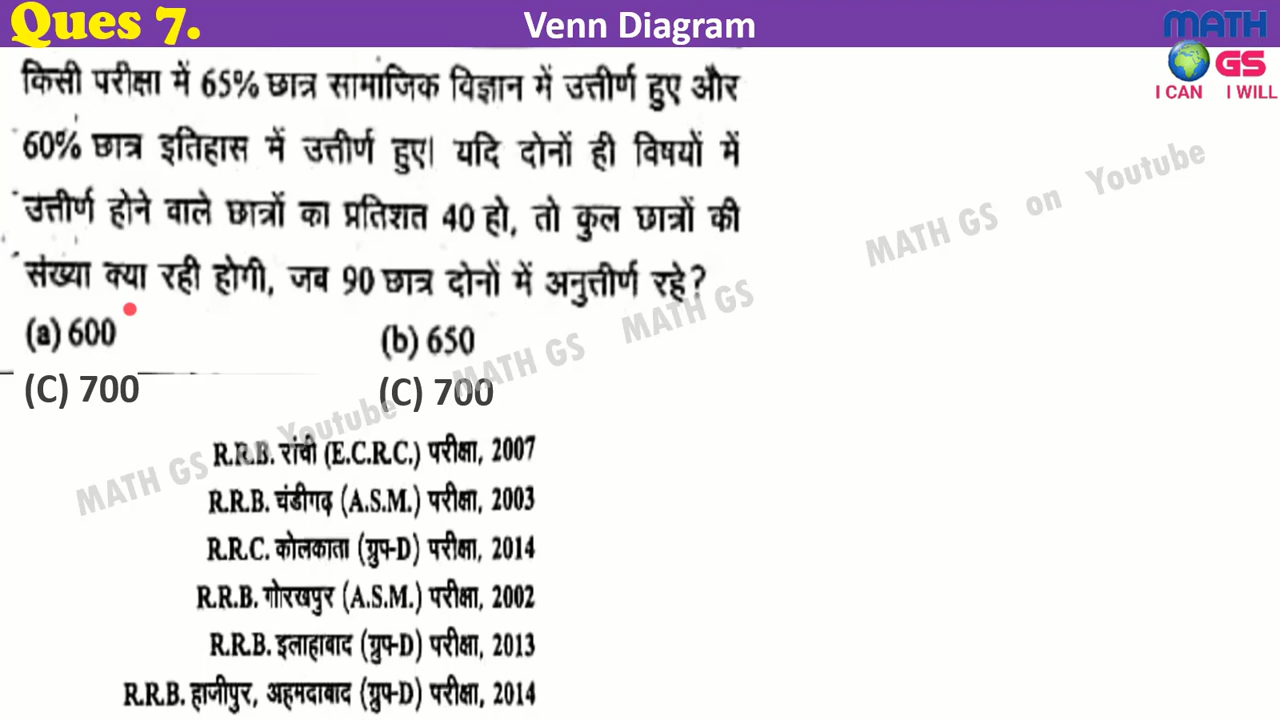 Ques 7.
Venn Diagram
MATH
GS
I CAN I WILL
किसी परीक्षा में 65% छात्र सामाजिक विज्ञान में उत्तीर्ण हुए और
60% छात्र इतिहास में उत्तीर्ण हुए। यदि दोनों ही विषयों में
उत्तीर्ण होने वाले छात्रों का प्रतिशत 40 हो, तो कुल छात्रों की
संख्या क्या रही होगी, जब 90 छात्र दोनों में अनुत्तीर्ण रहे?
(a) 600 (b) 650
(C) 700 (C) 700
R.R.B. रांची (E.C.R.C.) परीक्षा, 2007
R.R.B. चंडीगढ़ (A.S.M.) परीक्षा, 2003
R.R.C. कोलकाता (ग्रुप-D) परीक्षा, 2014
R.R.B. गोरखपुर (A.S.M.) परीक्षा, 2002
R.R.B. इलाहाबाद (ग्रुप-D) परीक्षा, 2013
R.R.B. हाजीपुर, अहमदाबाद (ग्रुप-D) परीक्षा, 2014
MATH GS on Youtube
MATH GS MATH GS
MATH GS on Youtube